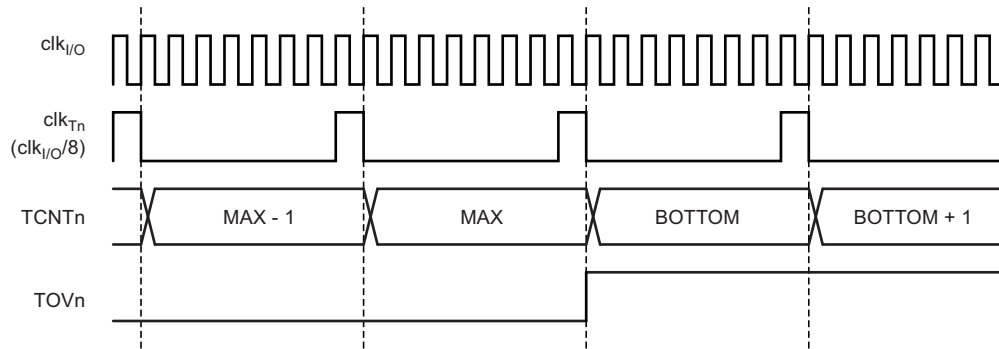 clkI/O
clkTn
(clkI/O/8)
TCNTn
MAX - 1
MAX
BOTTOM
BOTTOM + 1
TOVn